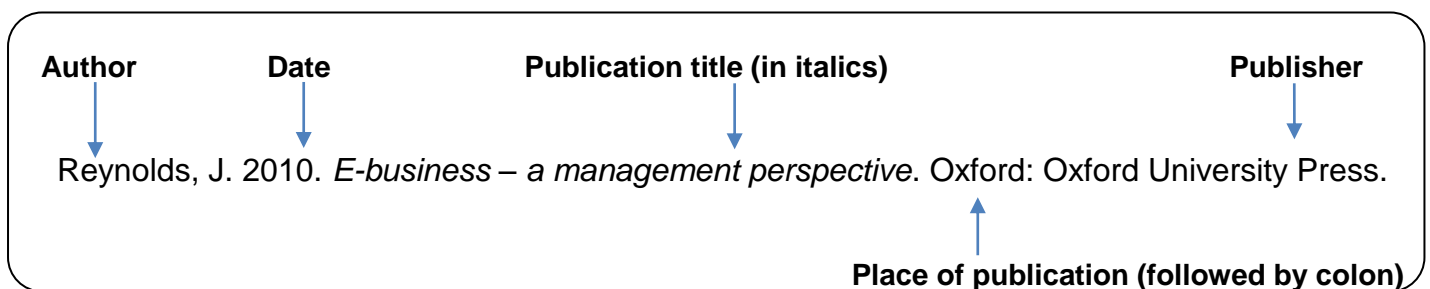 Author Date Publication title (in italics) Publisher
Reynolds, J. 2010. E-business – a management perspective. Oxford: Oxford University Press.
Place of publication (followed by colon)